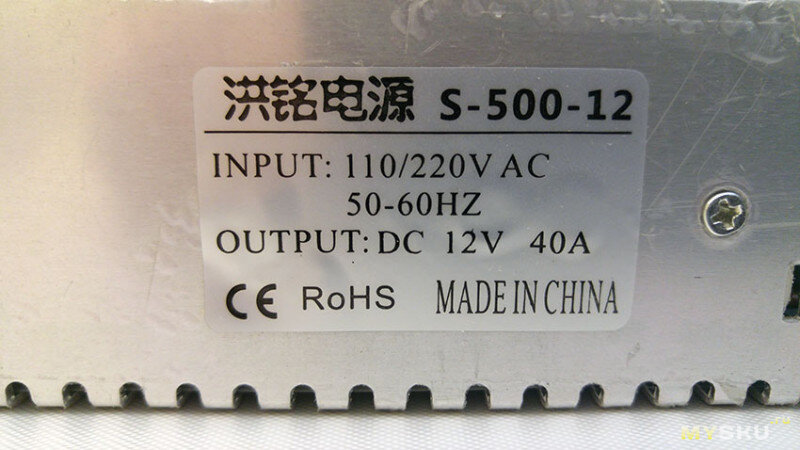 洪铭电源 S-500-12
INPUT: 110/220V AC
50-60HZ
OUTPUT: DC 12V 40A
CE RoHS MADE IN CHINA
MYSKU